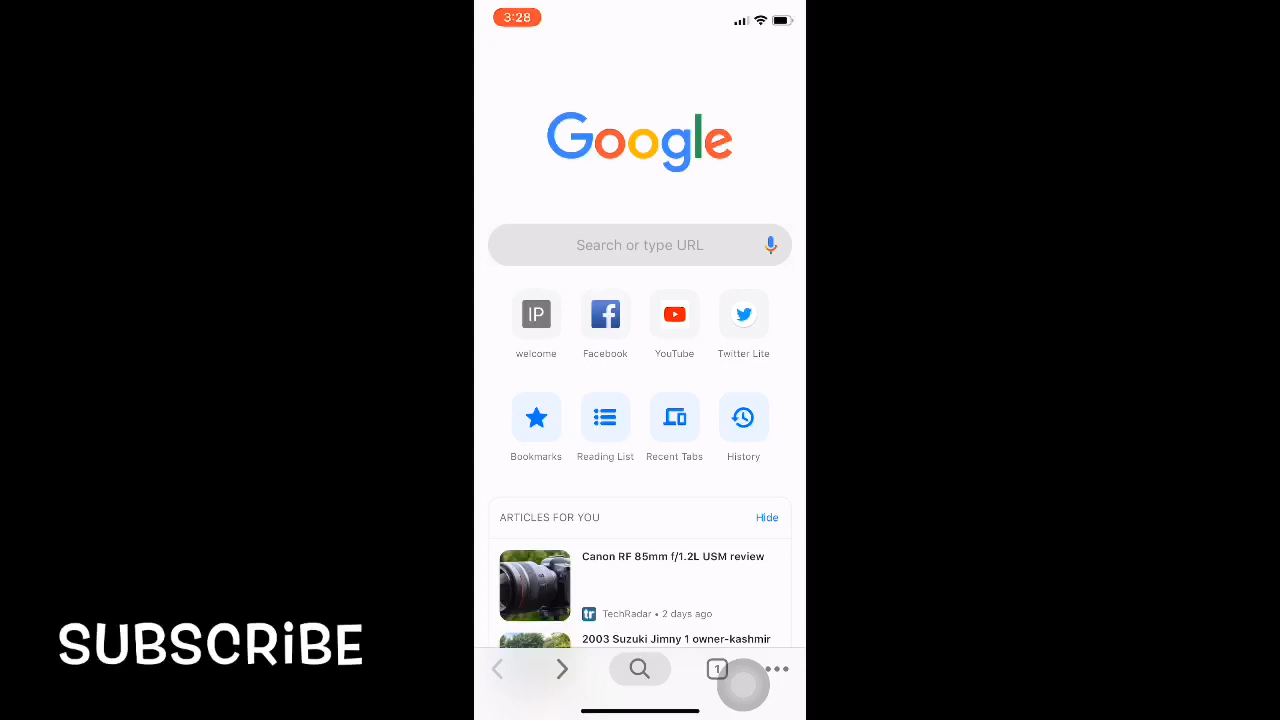 3:28
Google
Search or type URL
IP
welcome Facebook YouTube Twitter Lite
Bookmarks Reading List Recent Tabs History
ARTICLES FOR YOU Hide
Canon RF 85mm f/1.2L USM review
tr TechRadar • 2 days ago
2003 Suzuki Jimny 1 owner-kashmir
SUBSCRiBE
1